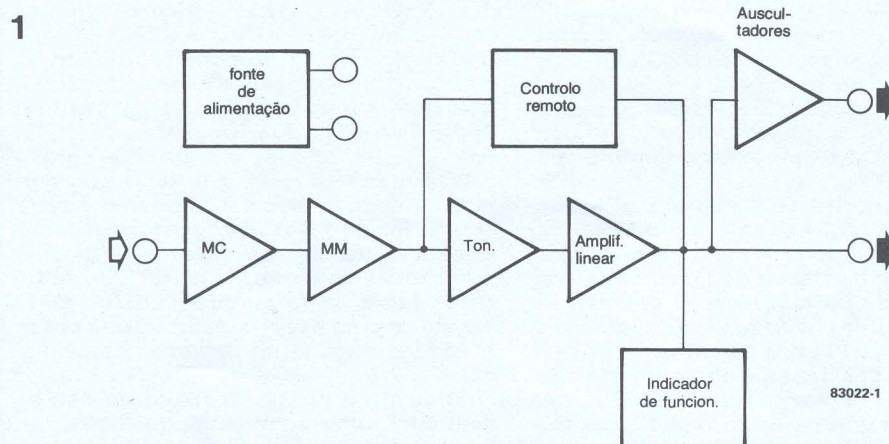 1
fonte
de
alimentação
Controlo
remoto
Auscul-
tadores
MC
MM
Ton.
Amplif.
linear
Indicador
de funcion.
83022-1